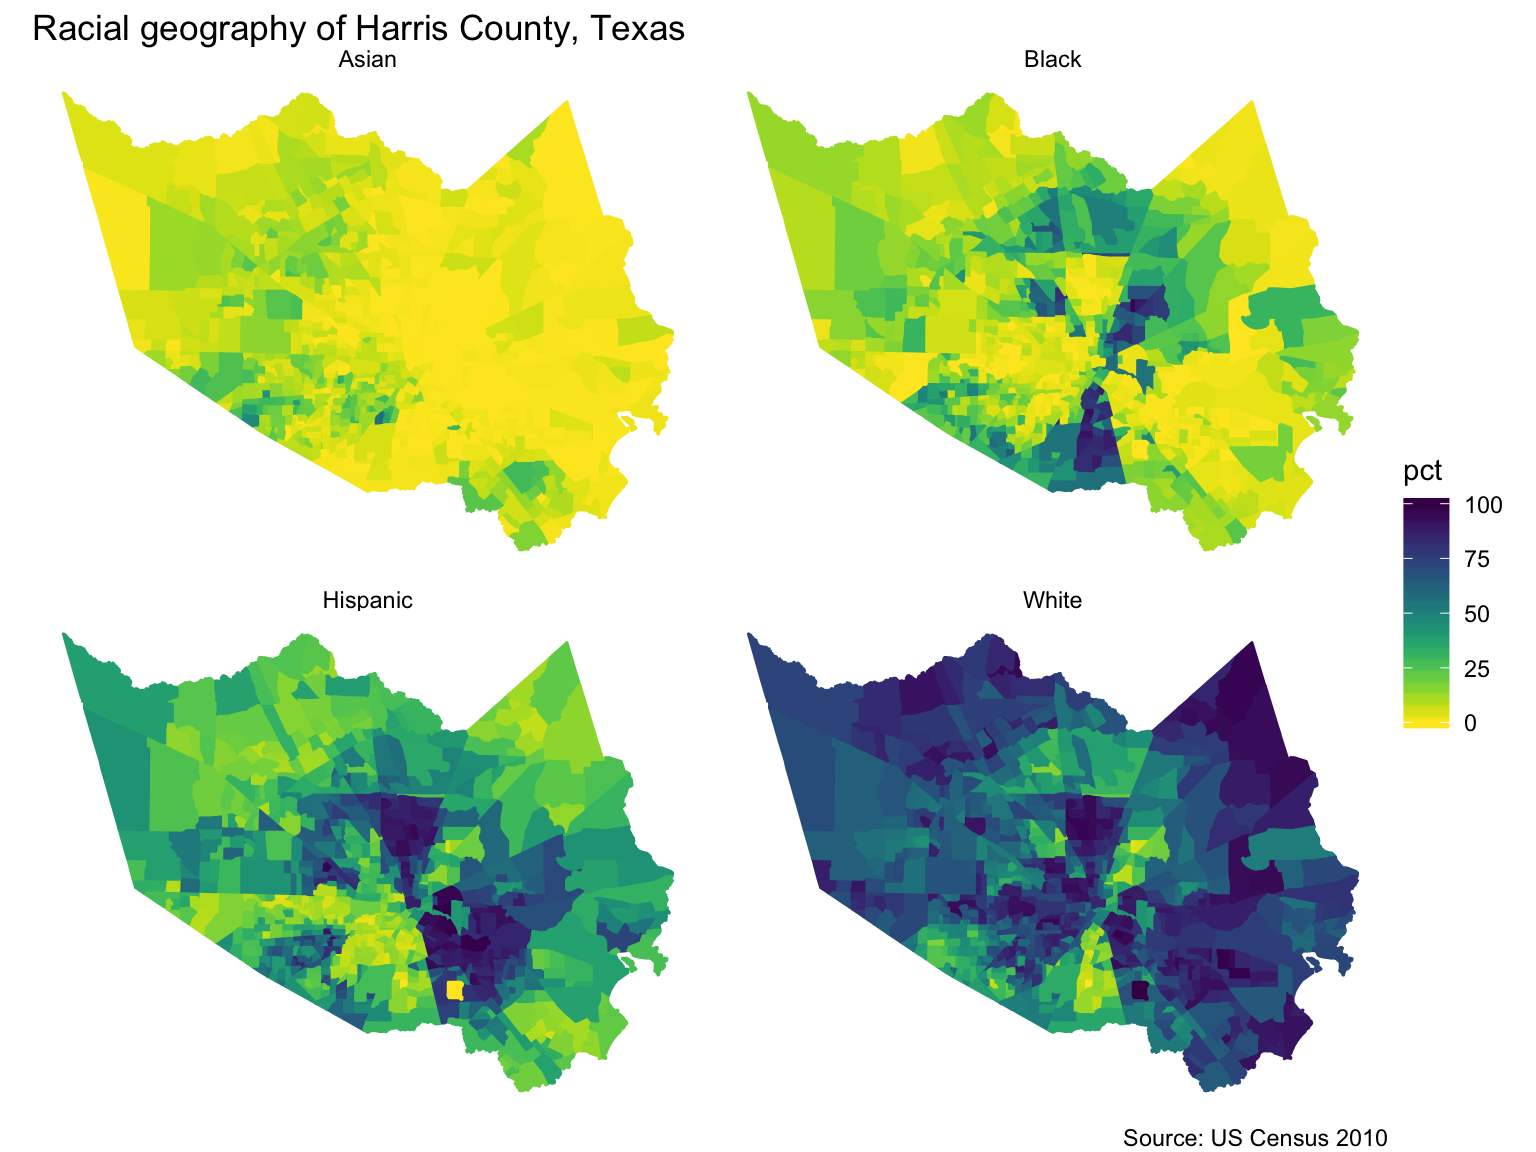 Racial geography of Harris County, Texas
Asian
Black
Hispanic
White
pct
100
75
50
25
0
Source: US Census 2010